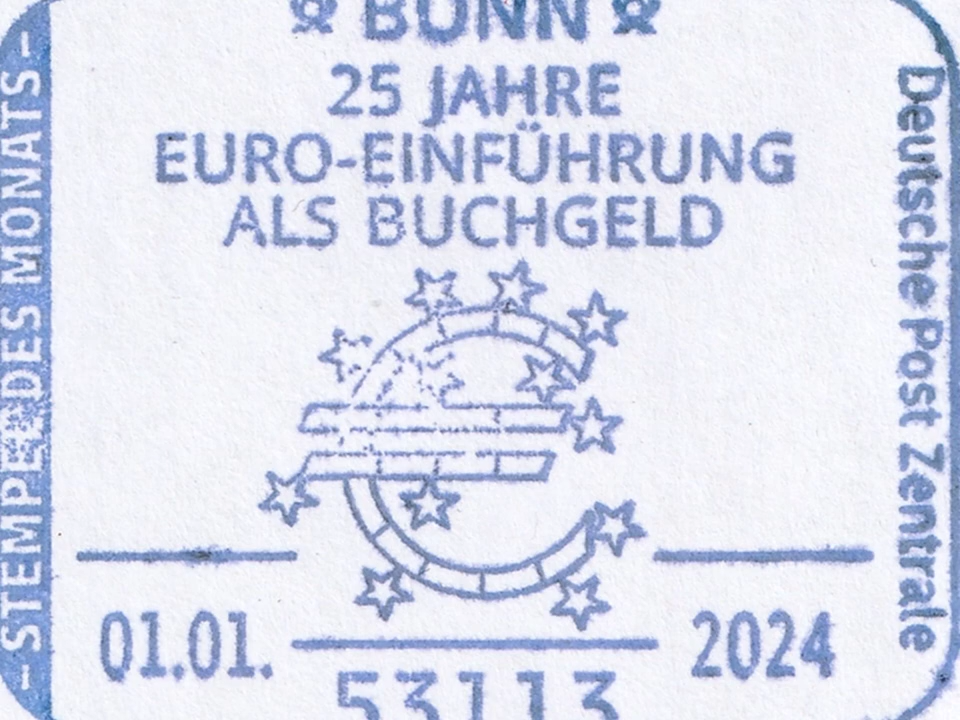 BONN
25 JAHRE
EURO-EINFÜHRUNG
ALS BUCHGELD
01.01. 2024
53113
- STEMPEL DES MONATS -
Deutsche Post Zentrale